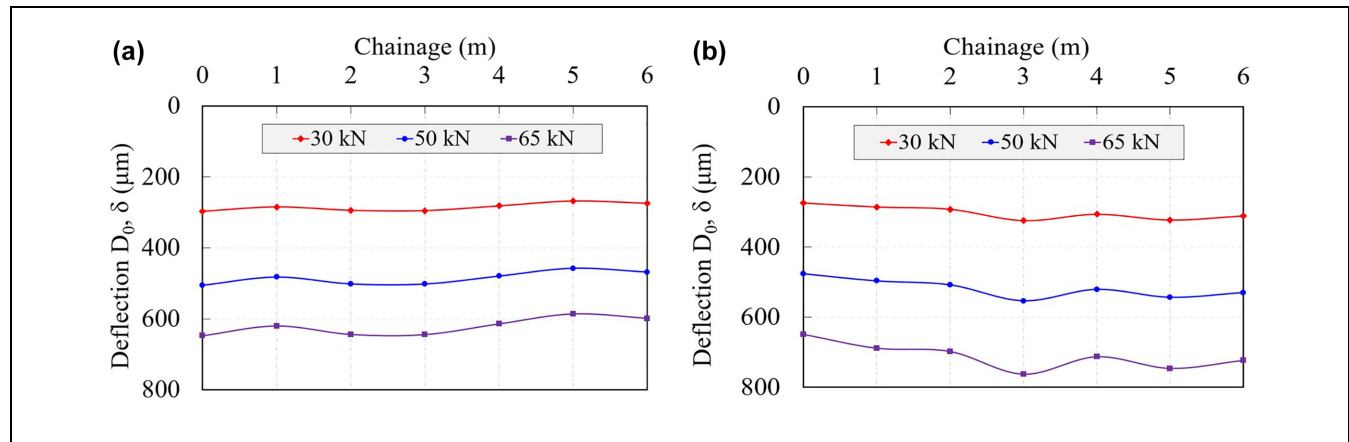 (a)
Chainage (m)
0 1 2 3 4 5 6
0
200
400
600
800
Deflection D₀, δ (μm)
30 kN 50 kN 65 kN
(b)
Chainage (m)
0 1 2 3 4 5 6
0
200
400
600
800
Deflection D₀, δ (μm)
30 kN 50 kN 65 kN